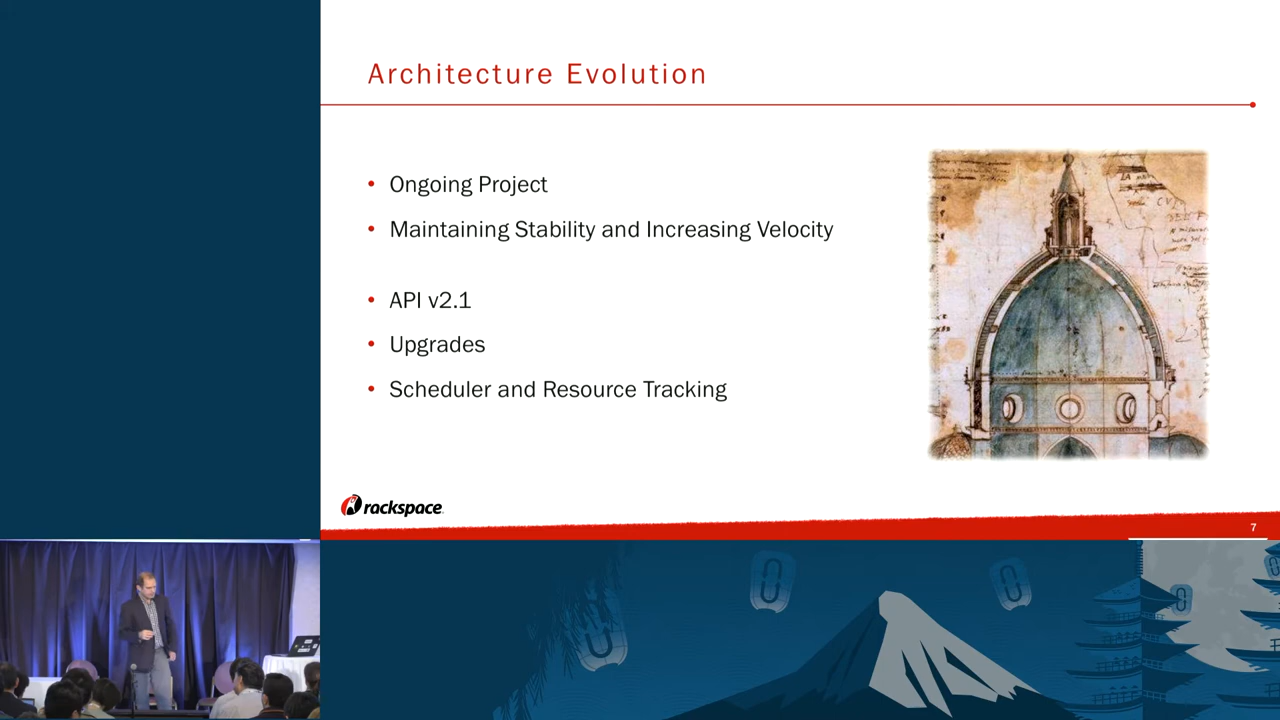 Architecture Evolution
• Ongoing Project
• Maintaining Stability and Increasing Velocity
• API v2.1
• Upgrades
• Scheduler and Resource Tracking
rackspace
7